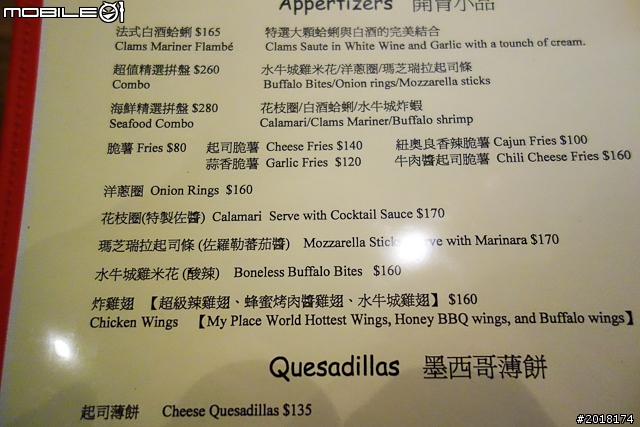 MOBILE01
Appertizers 開胃小品
法式白酒蛤蜊 $165 特選大顆蛤蜊與白酒的完美結合
Clams Mariner Flambé Clams Saute in White Wine and Garlic with a tounch of cream.
超值精選拼盤 $260 水牛城雞米花/洋蔥圈/瑪芝瑞拉起司條
Combo Buffalo Bites/Onion rings/Mozzarella sticks
海鮮精選拼盤 $280 花枝圈/白酒蛤蜊/水牛城炸蝦
Seafood Combo Calamari/Clams Mariner/Buffalo shrimp
脆薯 Fries $80 起司脆薯 Cheese Fries $140 紐奧良香辣脆薯 Cajun Fries $100
蒜香脆薯 Garlic Fries $120 牛肉醬起司脆薯 Chili Cheese Fries $160
洋蔥圈 Onion Rings $160
花枝圈(特製佐醬) Calamari Serve with Cocktail Sauce $170
瑪芝瑞拉起司條 (佐羅勒蕃茄醬) Mozzarella Stick with Marinara $170
水牛城雞米花 (酸辣) Boneless Buffalo Bites $160
炸雞翅 【超級辣雞翅、蜂蜜烤肉醬雞翅、水牛城雞翅】 $160
Chicken Wings 【My Place World Hottest Wings, Honey BBQ wings, and Buffalo wings】
Quesadillas 墨西哥薄餅
起司薄餅 Cheese Quesadillas $135
#2018174